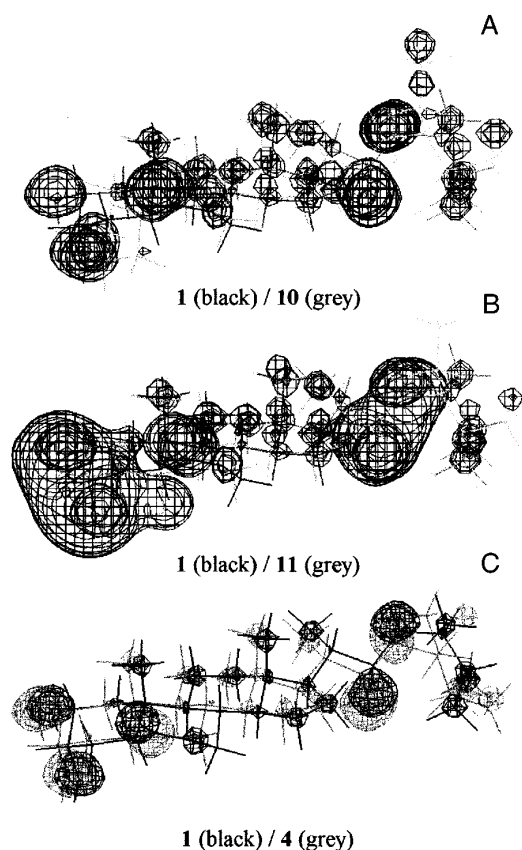 A
1 (black) / 10 (grey)
B
1 (black) / 11 (grey)
C
1 (black) / 4 (grey)